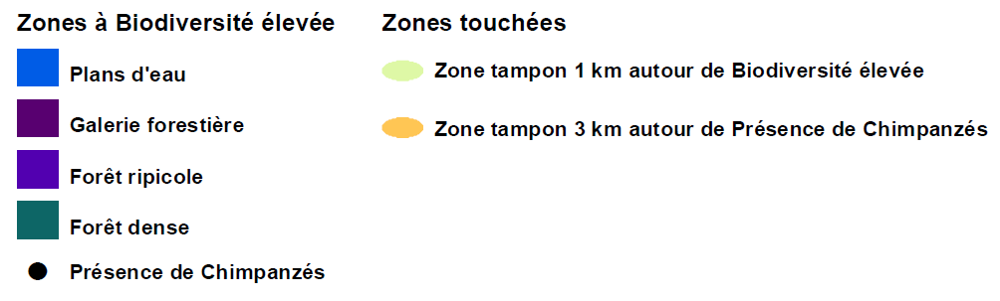 Zones à Biodiversité élevée
Plans d'eau
Galerie forestière
Forêt ripicole
Forêt dense
Présence de Chimpanzés
Zones touchées
Zone tampon 1 km autour de Biodiversité élevée
Zone tampon 3 km autour de Présence de Chimpanzés